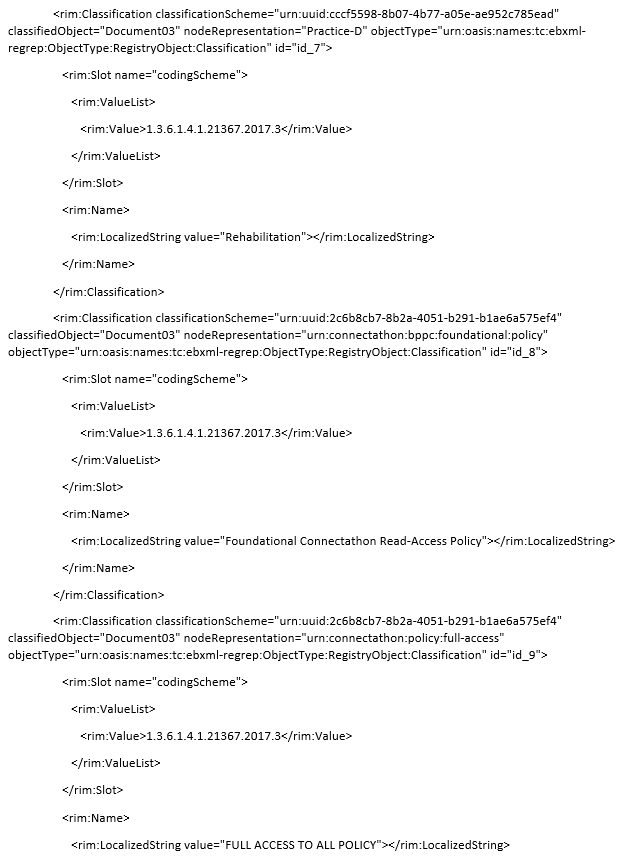 <rim:Classification classificationScheme="urn:uuid:cccf5598-8b07-4b77-a05e-ae952c785ead"
classifiedObject="Document03" nodeRepresentation="Practice-D" objectType="urn:oasis:names:tc:ebxml-
regrep:ObjectType:RegistryObject:Classification" id="id_7">
<rim:Slot name="codingScheme">
<rim:ValueList>
<rim:Value>1.3.6.1.4.1.21367.2017.3</rim:Value>
</rim:ValueList>
</rim:Slot>
<rim:Name>
<rim:LocalizedString value="Rehabilitation"></rim:LocalizedString>
</rim:Name>
</rim:Classification>
<rim:Classification classificationScheme="urn:uuid:2c6b8cb7-8b2a-4051-b291-b1ae6a575ef4"
classifiedObject="Document03" nodeRepresentation="urn:connectathon:bppc:foundational:policy"
objectType="urn:oasis:names:tc:ebxml-regrep:ObjectType:RegistryObject:Classification" id="id_8">
<rim:Slot name="codingScheme">
<rim:ValueList>
<rim:Value>1.3.6.1.4.1.21367.2017.3</rim:Value>
</rim:ValueList>
</rim:Slot>
<rim:Name>
<rim:LocalizedString value="Foundational Connectathon Read-Access Policy"></rim:LocalizedString>
</rim:Name>
</rim:Classification>
<rim:Classification classificationScheme="urn:uuid:2c6b8cb7-8b2a-4051-b291-b1ae6a575ef4"
classifiedObject="Document03" nodeRepresentation="urn:connectathon:policy:full-access"
objectType="urn:oasis:names:tc:ebxml-regrep:ObjectType:RegistryObject:Classification" id="id_9">
<rim:Slot name="codingScheme">
<rim:ValueList>
<rim:Value>1.3.6.1.4.1.21367.2017.3</rim:Value>
</rim:ValueList>
</rim:Slot>
<rim:Name>
<rim:LocalizedString value="FULL ACCESS TO ALL POLICY"></rim:LocalizedString>